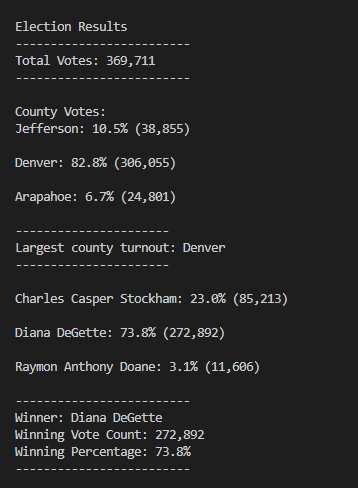 Election Results
-------------------------
Total Votes: 369,711
-------------------------
County Votes:
Jefferson: 10.5% (38,855)
Denver: 82.8% (306,055)
Arapahoe: 6.7% (24,801)
----------------------
Largest county turnout: Denver
----------------------
Charles Casper Stockham: 23.0% (85,213)
Diana DeGette: 73.8% (272,892)
Raymon Anthony Doane: 3.1% (11,606)
-------------------------
Winner: Diana DeGette
Winning Vote Count: 272,892
Winning Percentage: 73.8%
-------------------------